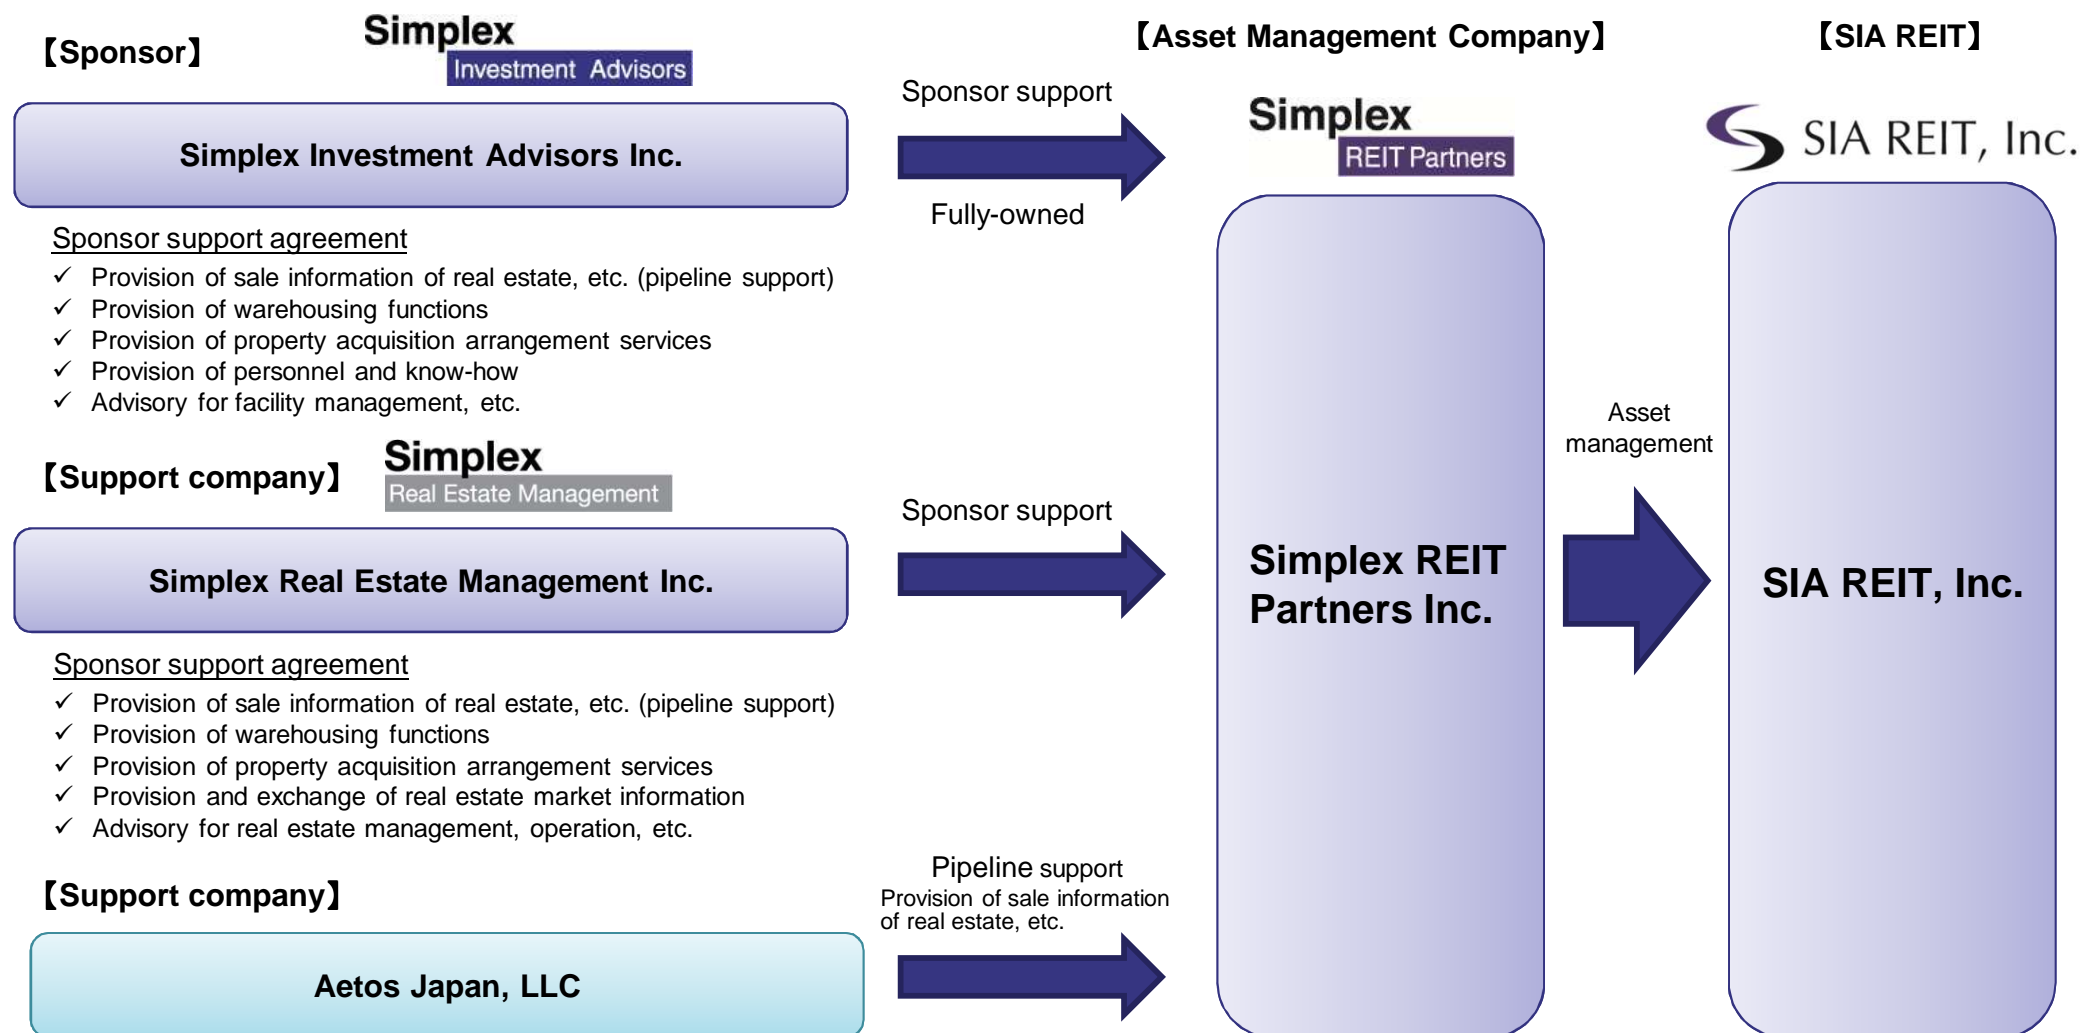 【Sponsor】
Simplex
Investment Advisors
Simplex Investment Advisors Inc.
Sponsor support agreement
✓ Provision of sale information of real estate, etc. (pipeline support)
✓ Provision of warehousing functions
✓ Provision of property acquisition arrangement services
✓ Provision of personnel and know-how
✓ Advisory for facility management, etc.
【Support company】
Simplex
Real Estate Management
Simplex Real Estate Management Inc.
Sponsor support agreement
✓ Provision of sale information of real estate, etc. (pipeline support)
✓ Provision of warehousing functions
✓ Provision of property acquisition arrangement services
✓ Provision and exchange of real estate market information
✓ Advisory for real estate management, operation, etc.
【Support company】
Aetos Japan, LLC
Sponsor support
Fully-owned
Sponsor support
Pipeline support
Provision of sale information
of real estate, etc.
【Asset Management Company】
Simplex
REIT Partners
Simplex REIT
Partners Inc.
Asset
management
【SIA REIT】
SIA REIT, Inc.
SIA REIT, Inc.